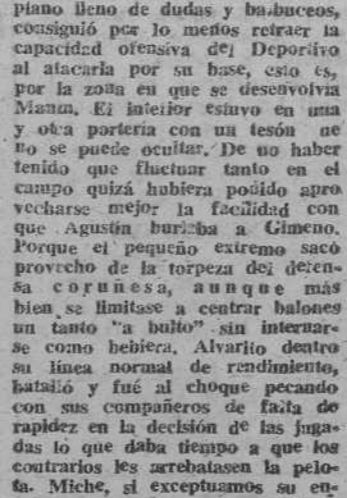 piano lleno de dudas y babuceos,
consiguió por lo menos retraer la
capacidad ofensiva del Deportivo
al atacarla por su base, esto es,
por la zona en que se desenvolvía
El interior estuvo en una
y otra portería con un tesón ue
no se puede ocultar. De no haber
tenido que fluctuar tanto en el
campo quizá hubiera podido apro
vecharse mejor la facilidad con
que Agustín burlaba a Gimeno.
Porque el pequeño extremo sacó
provecho de la torpeza del defen-
sa coruñesa, aunque más
bien se limitase a centrar balones
un tanto "a bulto" sin internar-
se como hebiera. Alvarito dentro
su línea normal de rendimiento,
batalló y fué al choque pecando
con sus compañeros de falta de
rapidez en la decisión de las juga-
das lo que daba tiempo a que los
contrarios les arrebatasen la pelo-
ta. Miche, si exceptuamos su en-